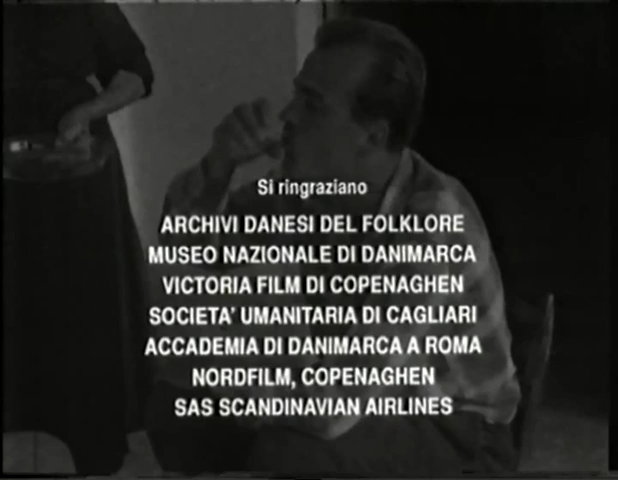 Si ringraziano
ARCHIVI DANESI DEL FOLKLORE
MUSEO NAZIONALE DI DANIMARCA
VICTORIA FILM DI COPENAGHEN
SOCIETA' UMANITARIA DI CAGLIARI
ACCADEMIA DI DANIMARCA A ROMA
NORDFILM, COPENAGHEN
SAS SCANDINAVIAN AIRLINES